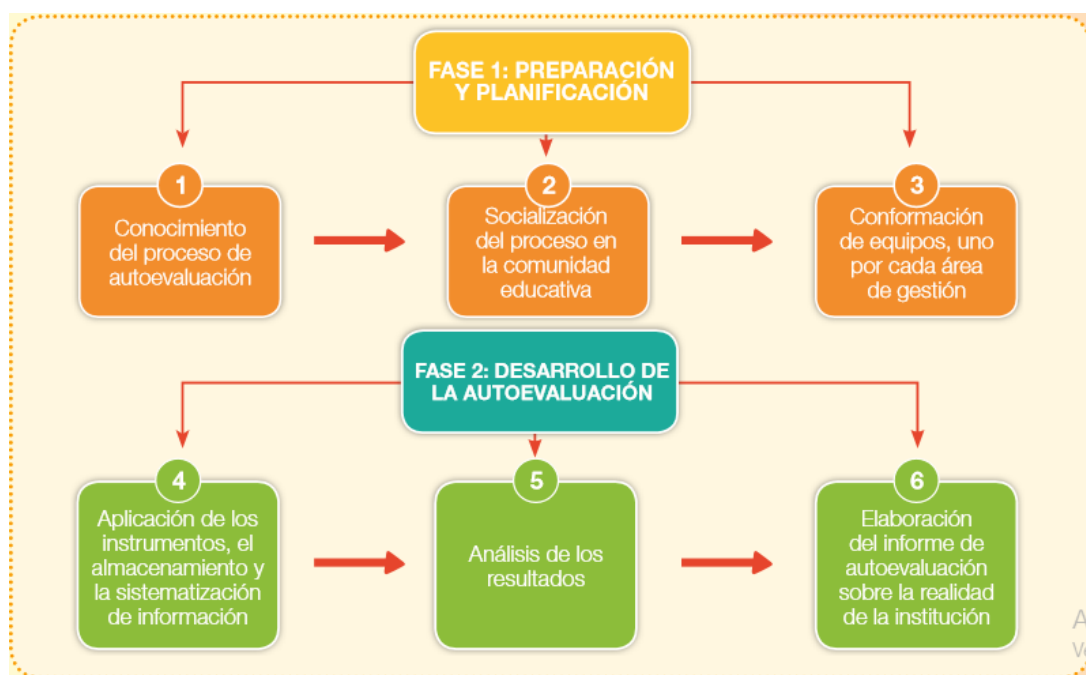 FASE 1: PREPARACIÓN
Y PLANIFICACIÓN
1
Conocimiento
del proceso de
autoevaluación
2
Socialización
del proceso en
la comunidad
educativa
3
Conformación
de equipos, uno
por cada área
de gestión
FASE 2: DESARROLLO DE
LA AUTOEVALUACIÓN
4
Aplicación de los
instrumentos, el
almacenamiento y
la sistematización
de información
5
Análisis de los
resultados
6
Elaboración
del informe de
autoevaluación
sobre la realidad
de la institución